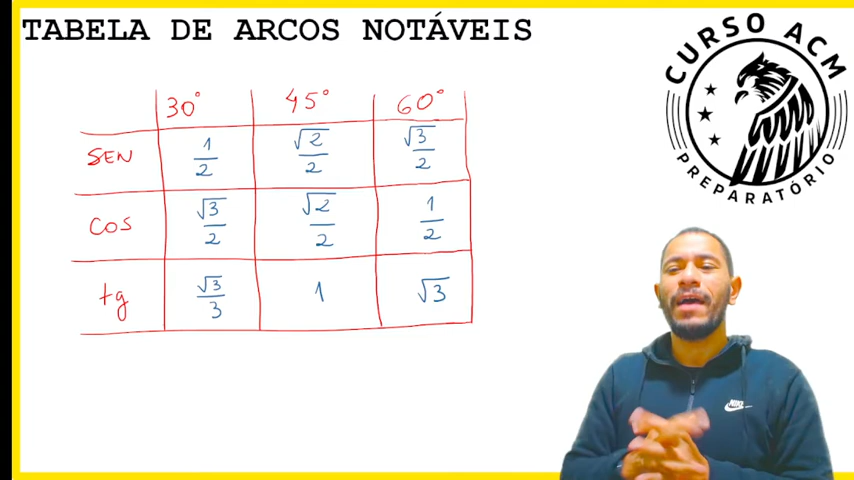 TABELA DE ARCOS NOTÁVEIS
CURSO ACM
PREPARATÓRIO
30° 45° 60°
SEN 1/2 √2/2 √3/2
COS √3/2 √2/2 1/2
tg √3/3 1 √3
NIKE